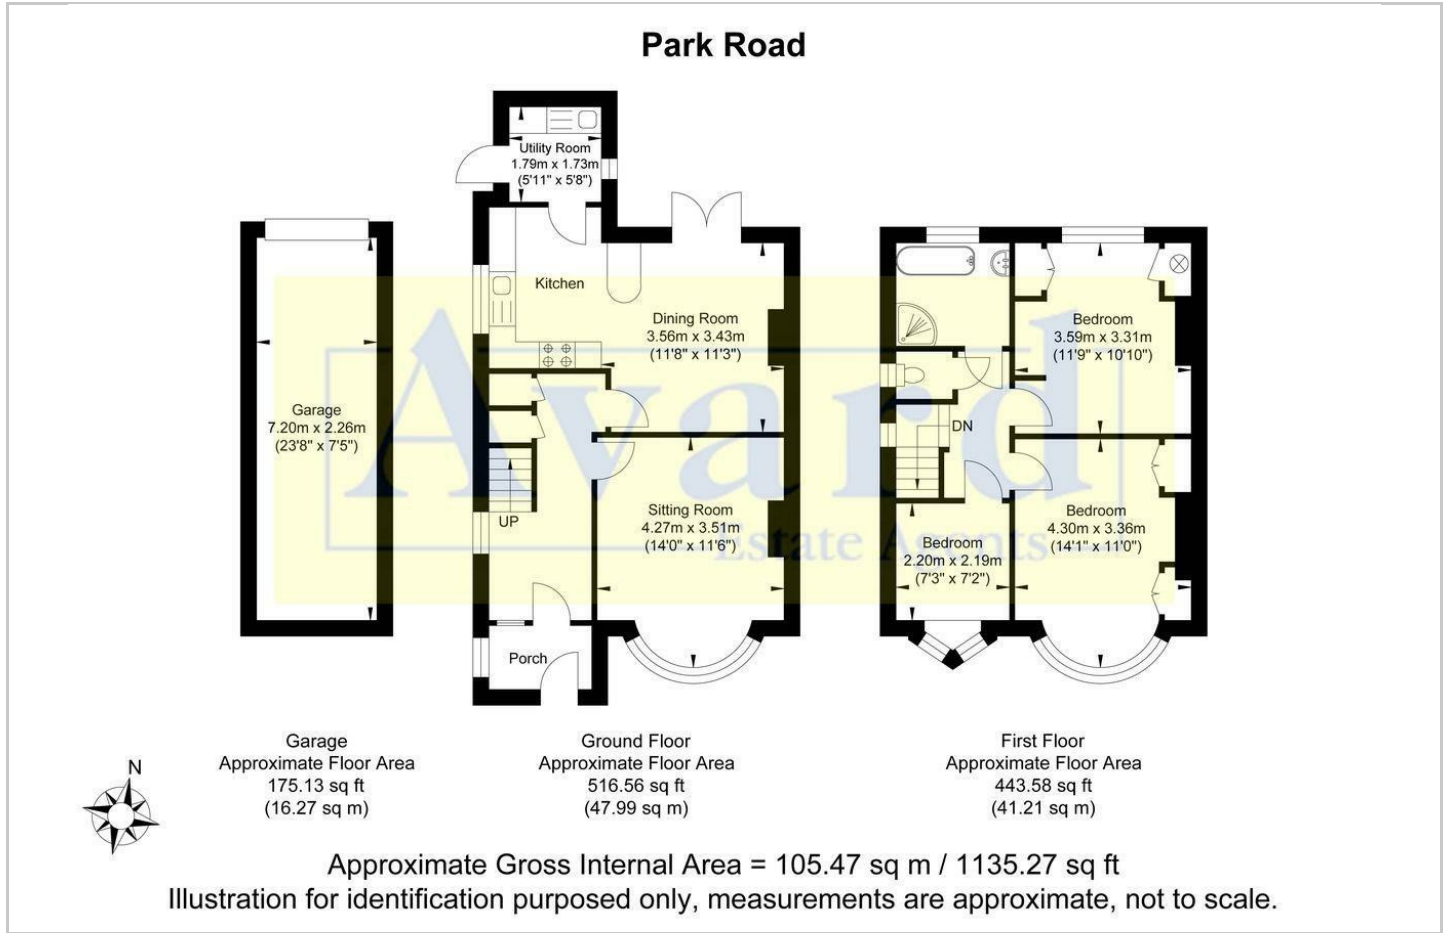 Park Road
Utility Room
1.79m x 1.73m
(5'11" x 5'8")
Kitchen
Dining Room
3.56m x 3.43m
(11'8" x 11'3")
Garage
7.20m x 2.26m
(23'8" x 7'5")
UP
Sitting Room
4.27m x 3.51m
(14'0" x 11'6")
Porch
Bedroom
3.59m x 3.31m
(11'9" x 10'10")
DN
Bedroom
4.30m x 3.36m
(14'1" x 11'0")
Bedroom
2.20m x 2.19m
(7'3" x 7'2")
Avard
Estate Agents
N
Garage
Approximate Floor Area
175.13 sq ft
(16.27 sq m)
Ground Floor
Approximate Floor Area
516.56 sq ft
(47.99 sq m)
First Floor
Approximate Floor Area
443.58 sq ft
(41.21 sq m)
Approximate Gross Internal Area = 105.47 sq m / 1135.27 sq ft
Illustration for identification purposed only, measurements are approximate, not to scale.